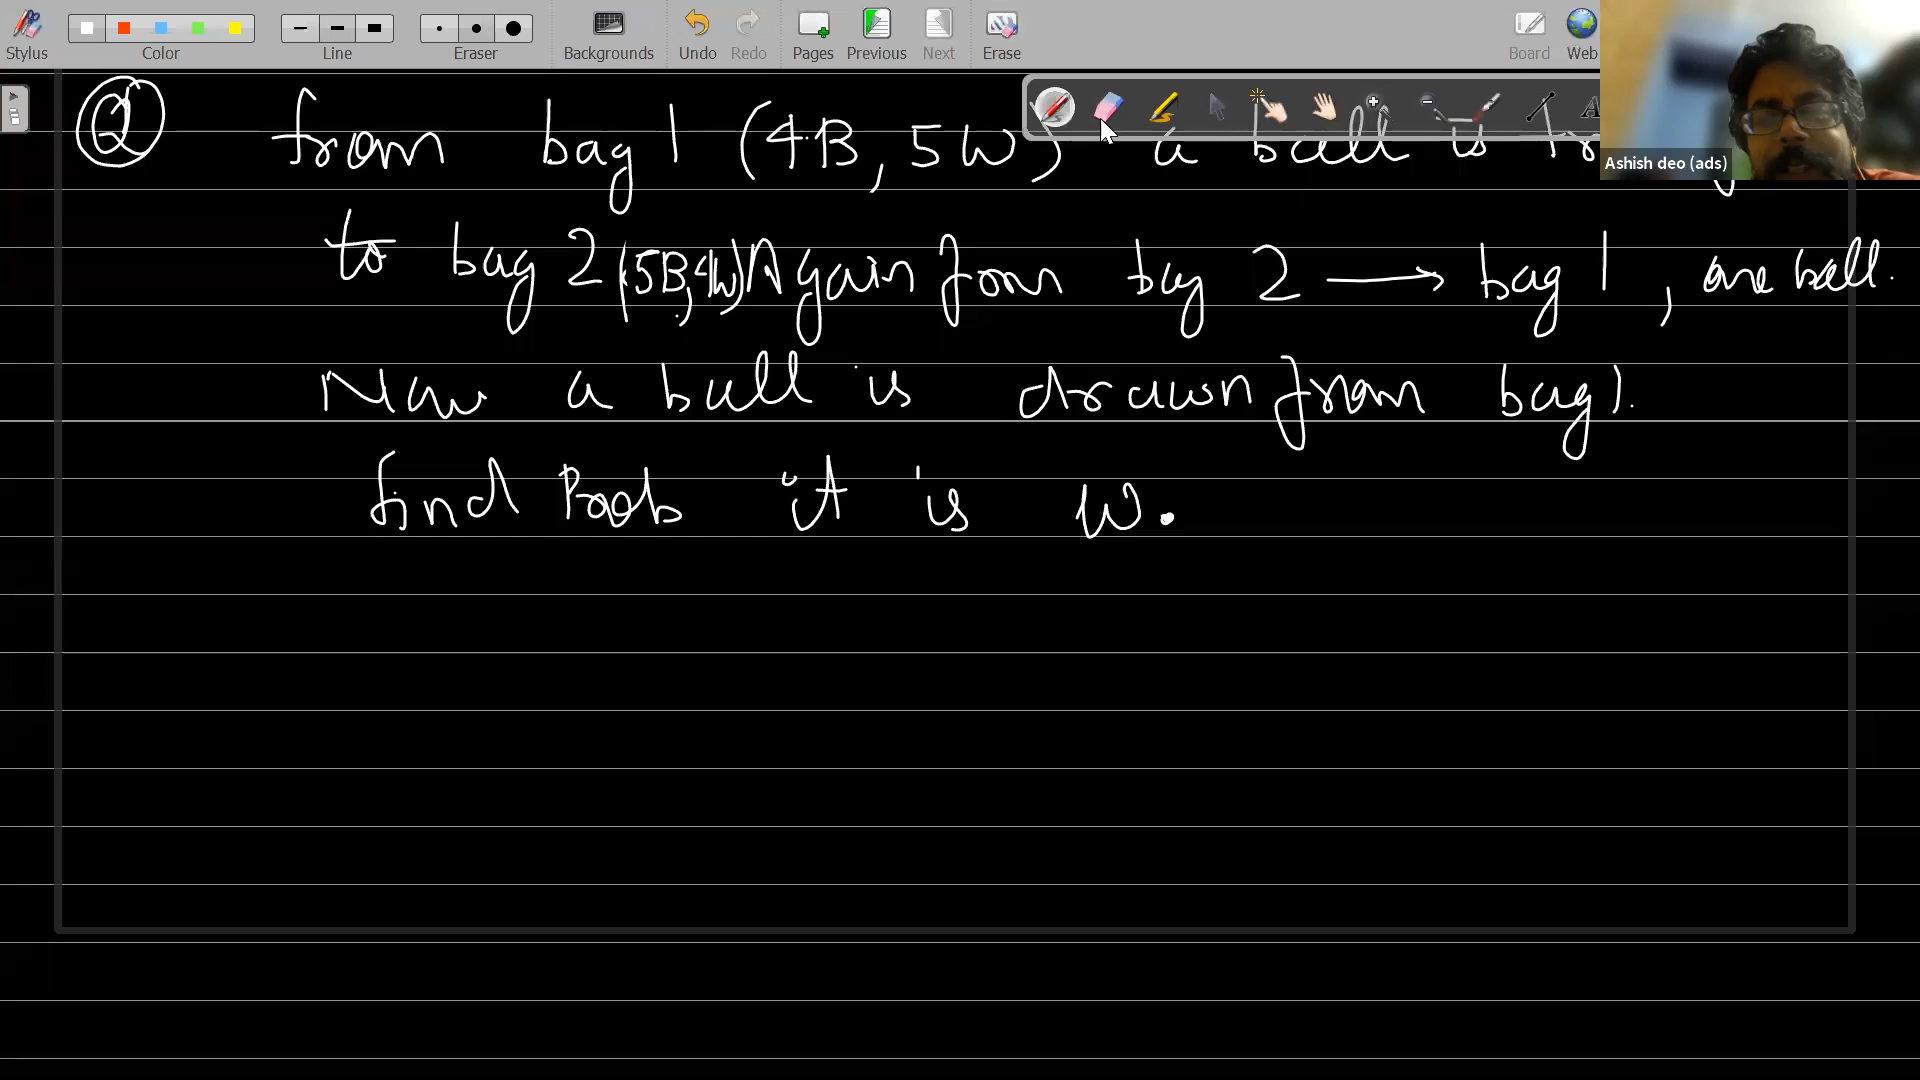 Stylus Color Line Eraser Backgrounds Undo Redo Pages Previous Next Erase Board Web
Ashish deo (ads)
Q from bag 1 (4B, 5W) a ball is
to bag 2 (5B, 4W) Again from bag 2 → bag 1, one ball.
Now a ball is drawn from bag 1.
find Prob it is W.